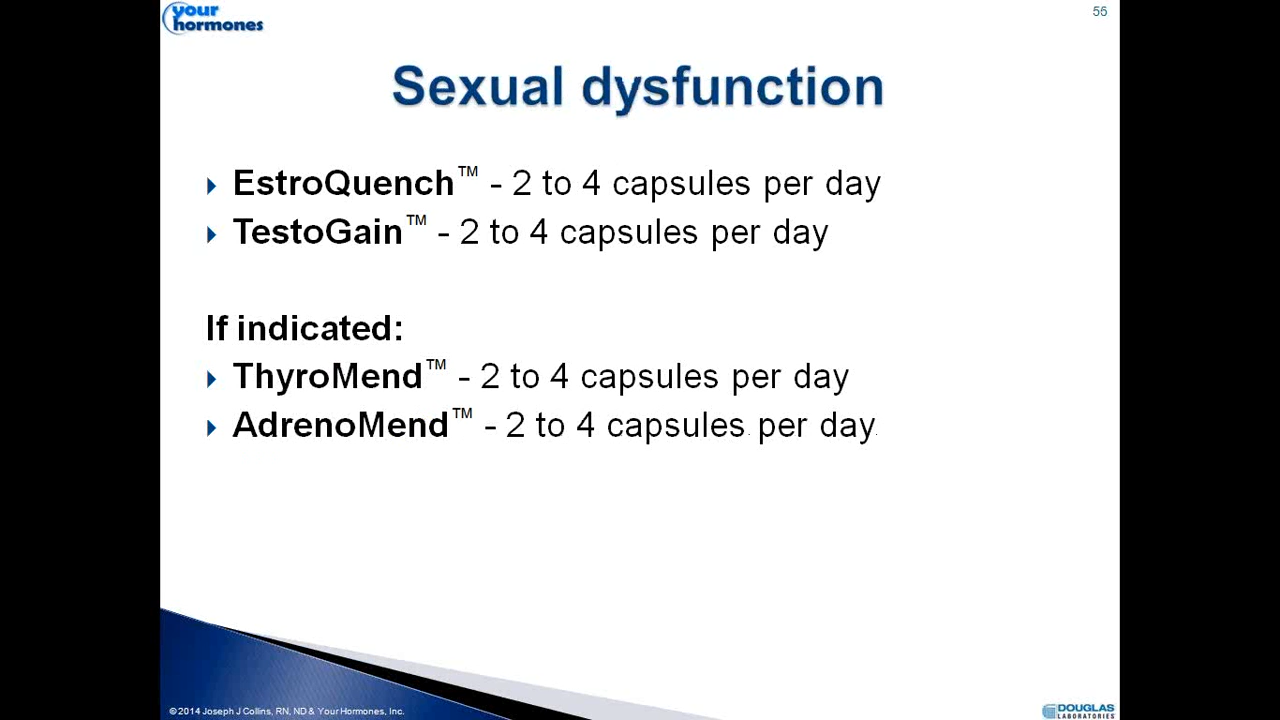 your
hormones
55
Sexual dysfunction
EstroQuench™ - 2 to 4 capsules per day
TestoGain™ - 2 to 4 capsules per day
If indicated:
ThyroMend™ - 2 to 4 capsules per day
AdrenoMend™ - 2 to 4 capsules per day
© 2014 Joseph J Collins, RN, ND & Your Hormones, Inc.
DOUGLAS
LABORATORIES